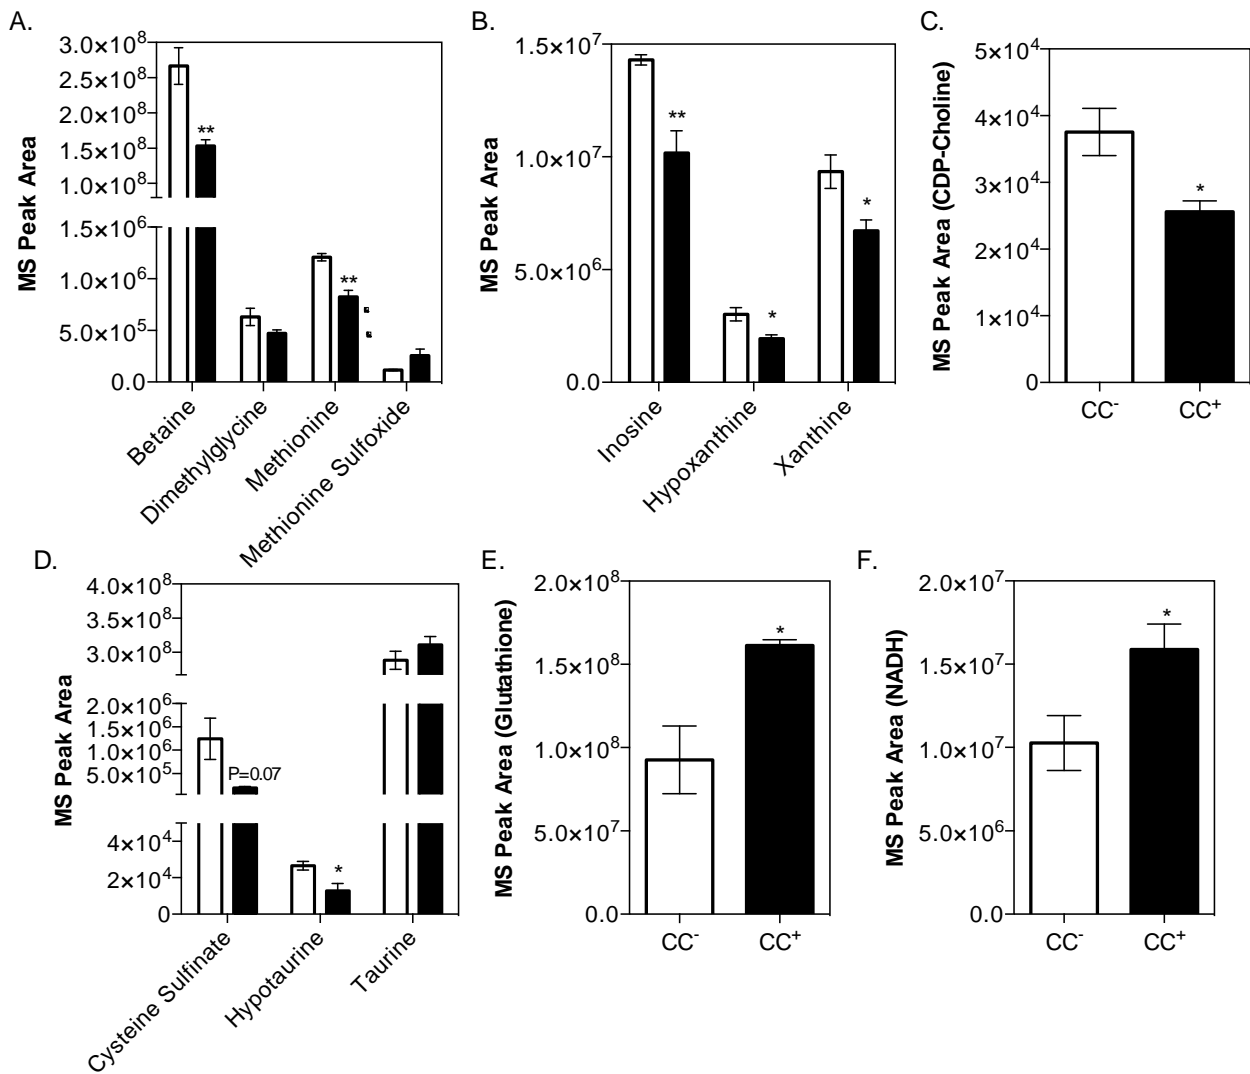 A.
MS Peak Area
3.0×10⁸
2.5×10⁸
2.0×10⁸
1.5×10⁸
1.0×10⁸
1.5×10⁶
1.0×10⁶
5.0×10⁵
0.0
**
**
Betaine
Dimethylglycine
Methionine
Methionine Sulfoxide
B.
MS Peak Area
1.5×10⁷
1.0×10⁷
5.0×10⁶
0.0
**
*
*
Inosine
Hypoxanthine
Xanthine
C.
MS Peak Area (CDP-Choline)
5×10⁴
4×10⁴
3×10⁴
2×10⁴
1×10⁴
0
*
CC⁻
CC⁺
D.
MS Peak Area
4.0×10⁸
3.5×10⁸
3.0×10⁸
2.0×10⁶
1.5×10⁶
1.0×10⁶
5.0×10⁵
4×10⁴
2×10⁴
0
P=0.07
*
Cysteine Sulfinate
Hypotaurine
Taurine
E.
MS Peak Area (Glutathione)
2.0×10⁸
1.5×10⁸
1.0×10⁸
5.0×10⁷
0.0
*
CC⁻
CC⁺
F.
MS Peak Area (NADH)
2.0×10⁷
1.5×10⁷
1.0×10⁷
5.0×10⁶
0.0
*
CC⁻
CC⁺